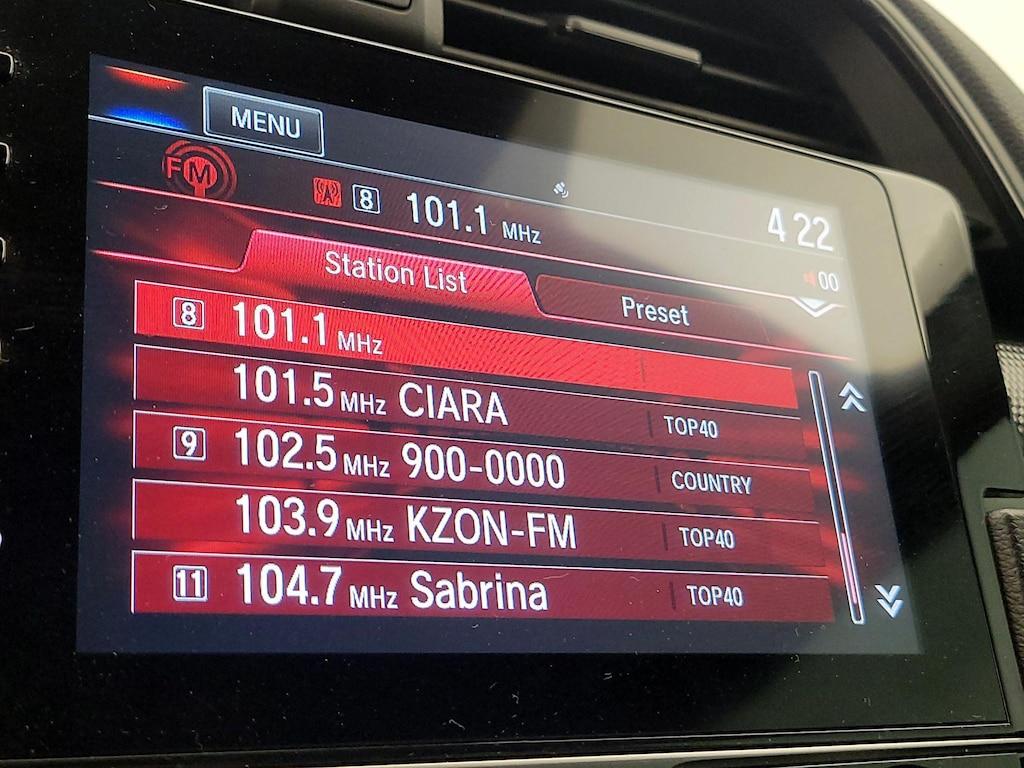 MENU
FM
8 101.1 MHz
4 22
00
Station List
Preset
8 101.1 MHz
101.5 MHz CIARA TOP40
9 102.5 MHz 900-0000 COUNTRY
103.9 MHz KZON-FM TOP40
11 104.7 MHz Sabrina TOP40